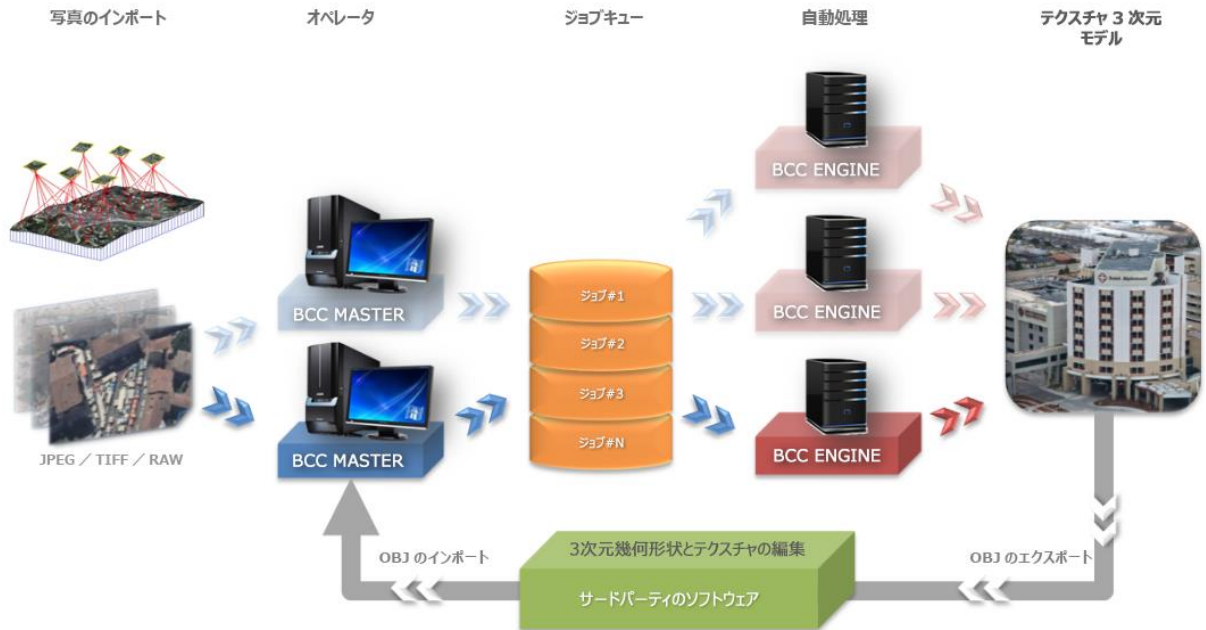 写真のインポート
オペレータ
ジョブキュー
自動処理
テクスチャ 3 次元
モデル
BCC ENGINE
BCC MASTER
ジョブ#1
BCC ENGINE
ジョブ#2
ジョブ#3
JPEG ／ TIFF ／ RAW
BCC MASTER
ジョブ#N
BCC ENGINE
OBJ のインポート
3次元幾何形状とテクスチャの編集
サードパーティのソフトウェア
OBJ のエクスポート